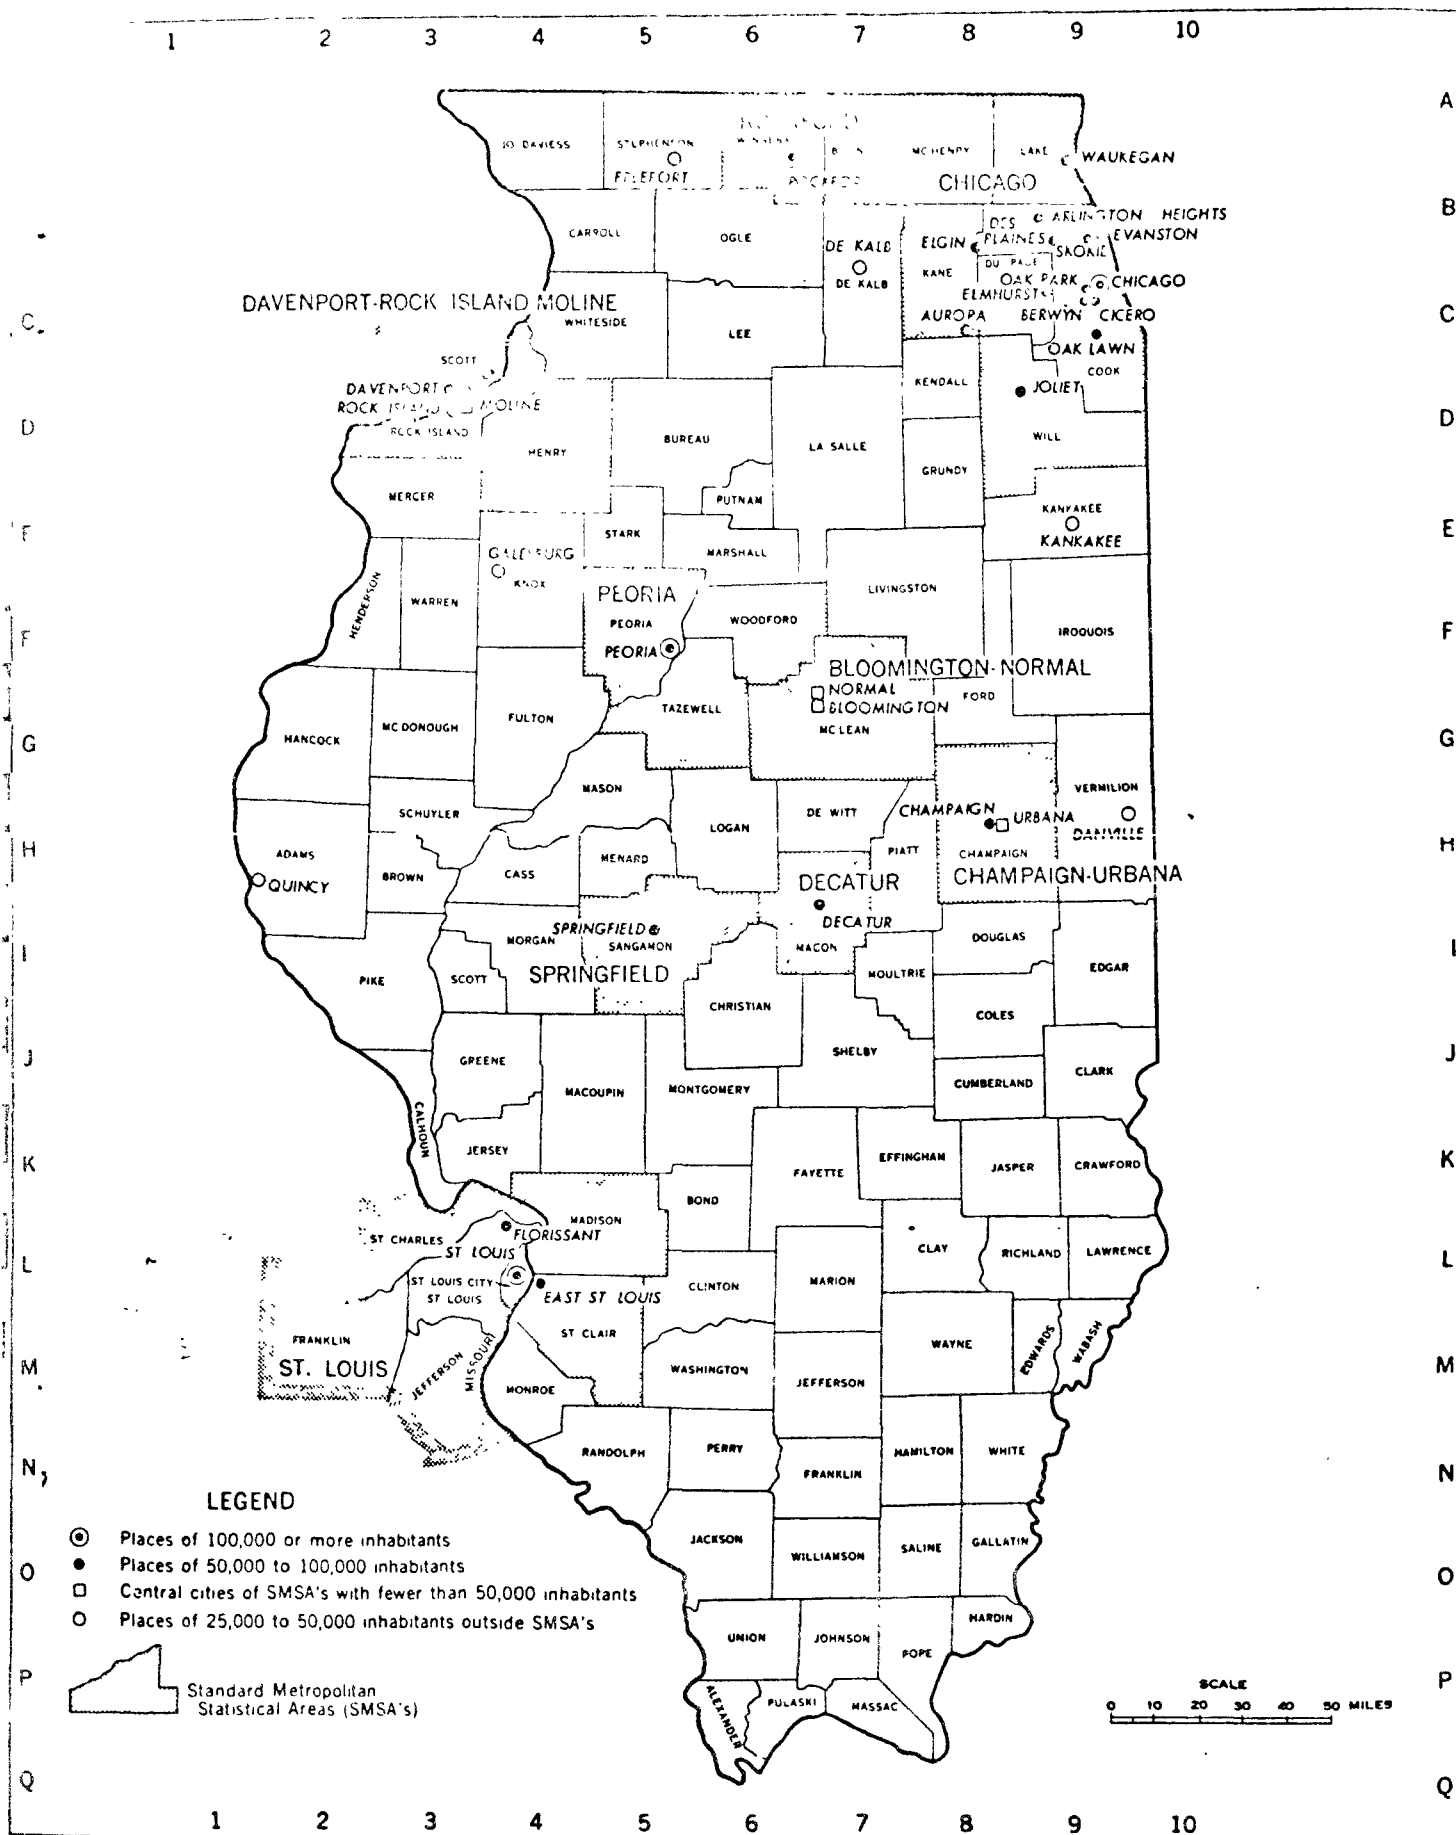 1 2 3 4 5 6 7 8 9 10
A
JO DAVIESS
STEPHENSON
MCHENRY
LAKE
WAUKEGAN
CHICAGO
B
CARROLL
OGLE
DE KALB
DE KALB
ELGIN
DES PLAINES
ARLINGTON HEIGHTS
EVANSTON
SKOKIE
KANE
DU PAGE
OAK PARK
CHICAGO
ELMHURST
DAVENPORT-ROCK ISLAND MOLINE
C
WHITESIDE
LEE
BERWYN
CICERO
C
SCOTT
OAK LAWN
COOK
KENDALL
JOLIET
DAVENPORT
ROCK ISLAND
MOLINE
D
ROCK ISLAND
HENRY
BUREAU
LA SALLE
WILL
D
GRUNDY
MERCER
PUTNAM
KANKAKEE
STARK
KANKAKEE
E
MARSHALL
KNOX
HENDERSON
WARREN
PEORIA
LIVINGSTON
PEORIA
WOODFORD
IROQUOIS
F
F
PEORIA
BLOOMINGTON-NORMAL
NORMAL
BLOOMINGTON
FORD
TAZEWELL
FULTON
MC DONOUGH
HANCOCK
MC LEAN
G
G
MASON
VERMILION
SCHUYLER
DE WITT
CHAMPAIGN
URBANA
LOGAN
DANVILLE
H
ADAMS
MENARD
PIATT
CHAMPAIGN
H
BROWN
CASS
QUINCY
DECATUR
CHAMPAIGN-URBANA
SPRINGFIELD
DECATUR
MORGAN
SANGAMON
MACON
DOUGLAS
I
I
PIKE
SCOTT
SPRINGFIELD
MOULTRIE
EDGAR
CHRISTIAN
COLES
J
GREENE
SHELBY
CLARK
J
MACOUPIN
MONTGOMERY
CUMBERLAND
CALHOUN
JERSEY
EFFINGHAM
K
FAYETTE
JASPER
CRAWFORD
K
BOND
MADISON
ST CHARLES
FLORISSANT
ST LOUIS
CLAY
RICHLAND
LAWRENCE
L
L
ST LOUIS CITY
ST LOUIS
EAST ST LOUIS
CLINTON
MARION
FRANKLIN
ST CLAIR
WAYNE
EDWARDS
WABASH
M
ST. LOUIS
JEFFERSON
MISSOURI
WASHINGTON
JEFFERSON
M
MONROE
RANDOLPH
PERRY
HAMILTON
WHITE
N
FRANKLIN
N
JACKSON
WILLIAMSON
SALINE
GALLATIN
O
O
HARDIN
UNION
JOHNSON
POPE
P
P
ALEXANDER
PULASKI
MASSAC
Q
Q
LEGEND
Places of 100,000 or more inhabitants
Places of 50,000 to 100,000 inhabitants
Central cities of SMSA's with fewer than 50,000 inhabitants
Places of 25,000 to 50,000 inhabitants outside SMSA's
Standard Metropolitan
Statistical Areas (SMSA's)
SCALE
0 10 20 30 40 50 MILES
1 2 3 4 5 6 7 8 9 10